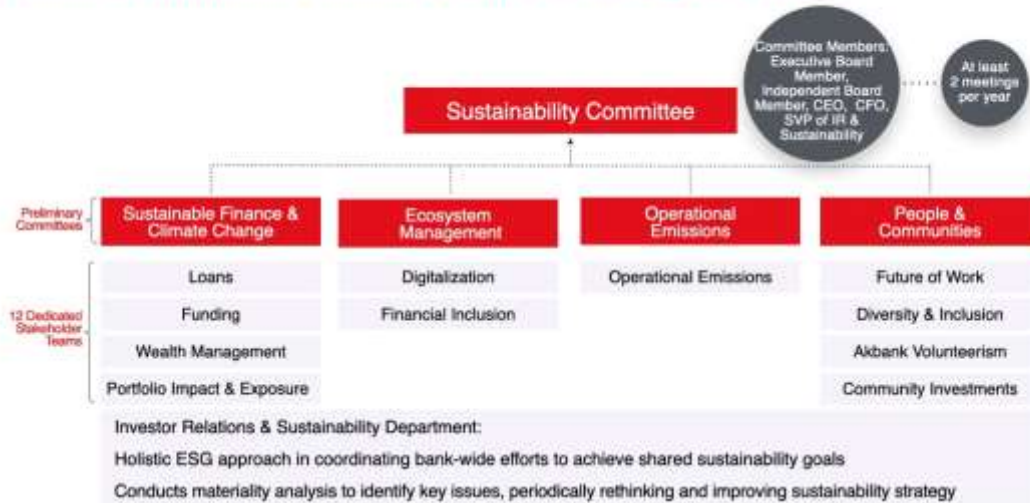 Committee Members:
Executive Board
Member,
Independent Board
Member, CEO, CFO,
SVP of IR &
Sustainability
At least
2 meetings
per year
Sustainability Committee
Preliminary
Committees
Sustainable Finance &
Climate Change
Ecosystem
Management
Operational
Emissions
People &
Communities
12 Dedicated
Stakeholder
Teams
Loans
Funding
Wealth Management
Portfolio Impact & Exposure
Digitalization
Financial Inclusion
Operational Emissions
Future of Work
Diversity & Inclusion
Akbank Volunteerism
Community Investments
Investor Relations & Sustainability Department:
Holistic ESG approach in coordinating bank-wide efforts to achieve shared sustainability goals
Conducts materiality analysis to identify key issues, periodically rethinking and improving sustainability strategy